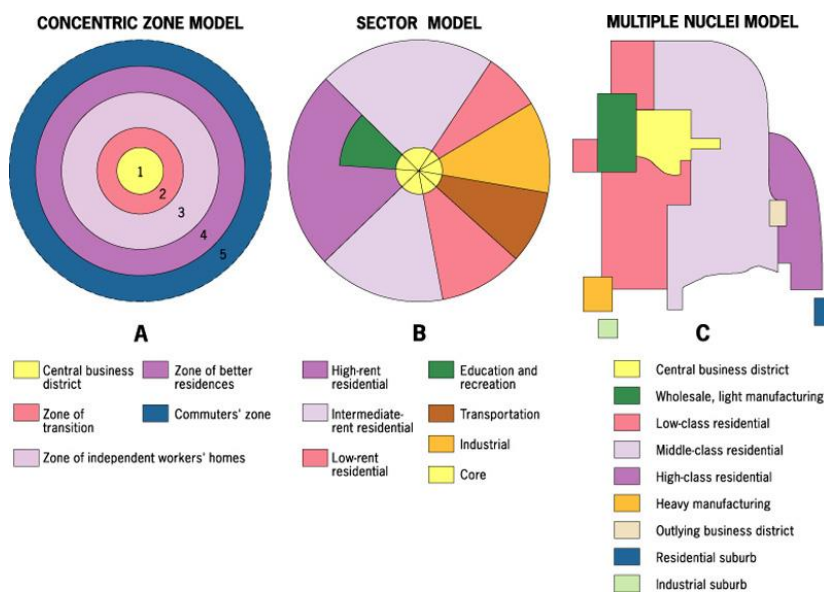 CONCENTRIC ZONE MODEL
1
2
3
4
5
A
Central business
district
Zone of
transition
Zone of independent workers' homes
Zone of better
residences
Commuters' zone
SECTOR MODEL
B
High-rent
residential
Intermediate-
rent residential
Low-rent
residential
Education and
recreation
Transportation
Industrial
Core
MULTIPLE NUCLEI MODEL
C
Central business district
Wholesale, light manufacturing
Low-class residential
Middle-class residential
High-class residential
Heavy manufacturing
Outlying business district
Residential suburb
Industrial suburb